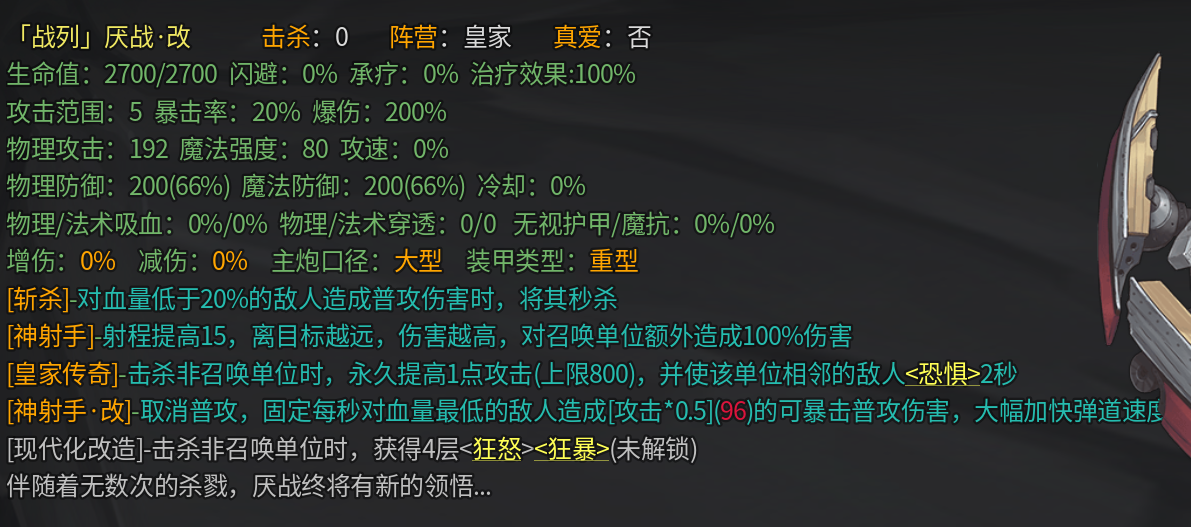 「战列」厌战·改 击杀：0 阵营：皇家 真爱：否
生命值：2700/2700 闪避：0% 承疗：0% 治疗效果:100%
攻击范围：5 暴击率：20% 爆伤：200%
物理攻击：192 魔法强度：80 攻速：0%
物理防御：200(66%) 魔法防御：200(66%) 冷却：0%
物理/法术吸血：0%/0% 物理/法术穿透：0/0 无视护甲/魔抗：0%/0%
增伤：0% 减伤：0% 主炮口径：大型 装甲类型：重型
[斩杀]-对血量低于20%的敌人造成普攻伤害时，将其秒杀
[神射手]-射程提高15，离目标越远，伤害越高，对召唤单位额外造成100%伤害
[皇家传奇]-击杀非召唤单位时，永久提高1点攻击(上限800)，并使该单位相邻的敌人<恐惧>2秒
[神射手·改]-取消普攻，固定每秒对血量最低的敌人造成[攻击*0.5](96)的可暴击普攻伤害，大幅加快弹道速度
[现代化改造]-击杀非召唤单位时，获得4层<狂怒><狂暴>(未解锁)
伴随着无数次的杀戮，厌战终将有新的领悟...